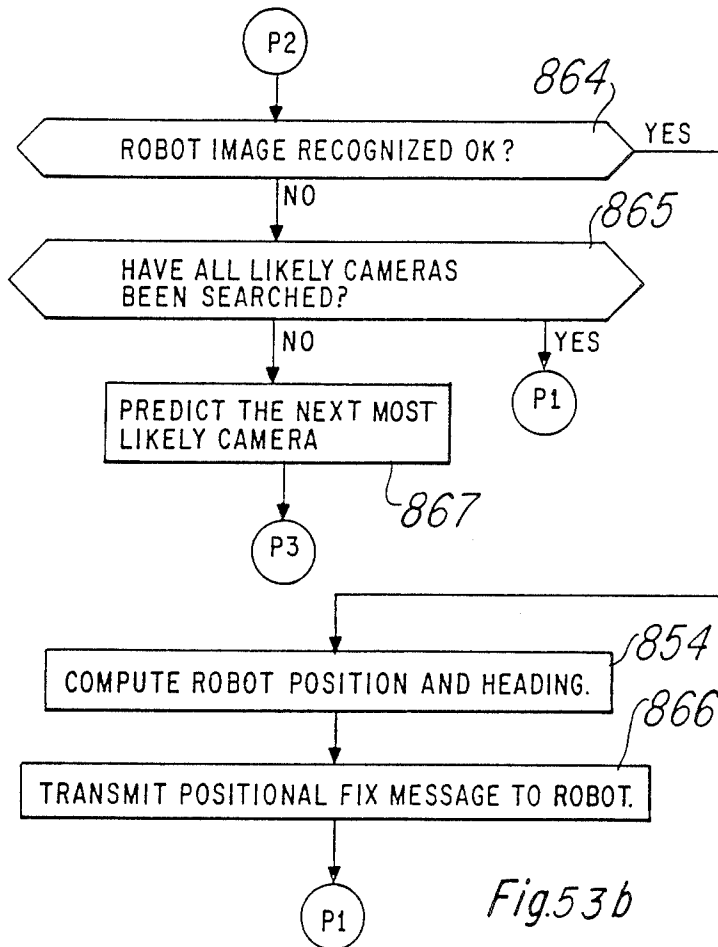 P2
864
ROBOT IMAGE RECOGNIZED OK?
YES
NO
865
HAVE ALL LIKELY CAMERAS
BEEN SEARCHED?
NO
YES
P1
PREDICT THE NEXT MOST
LIKELY CAMERA
867
P3
854
COMPUTE ROBOT POSITION AND HEADING.
866
TRANSMIT POSITIONAL FIX MESSAGE TO ROBOT.
P1
Fig.53b